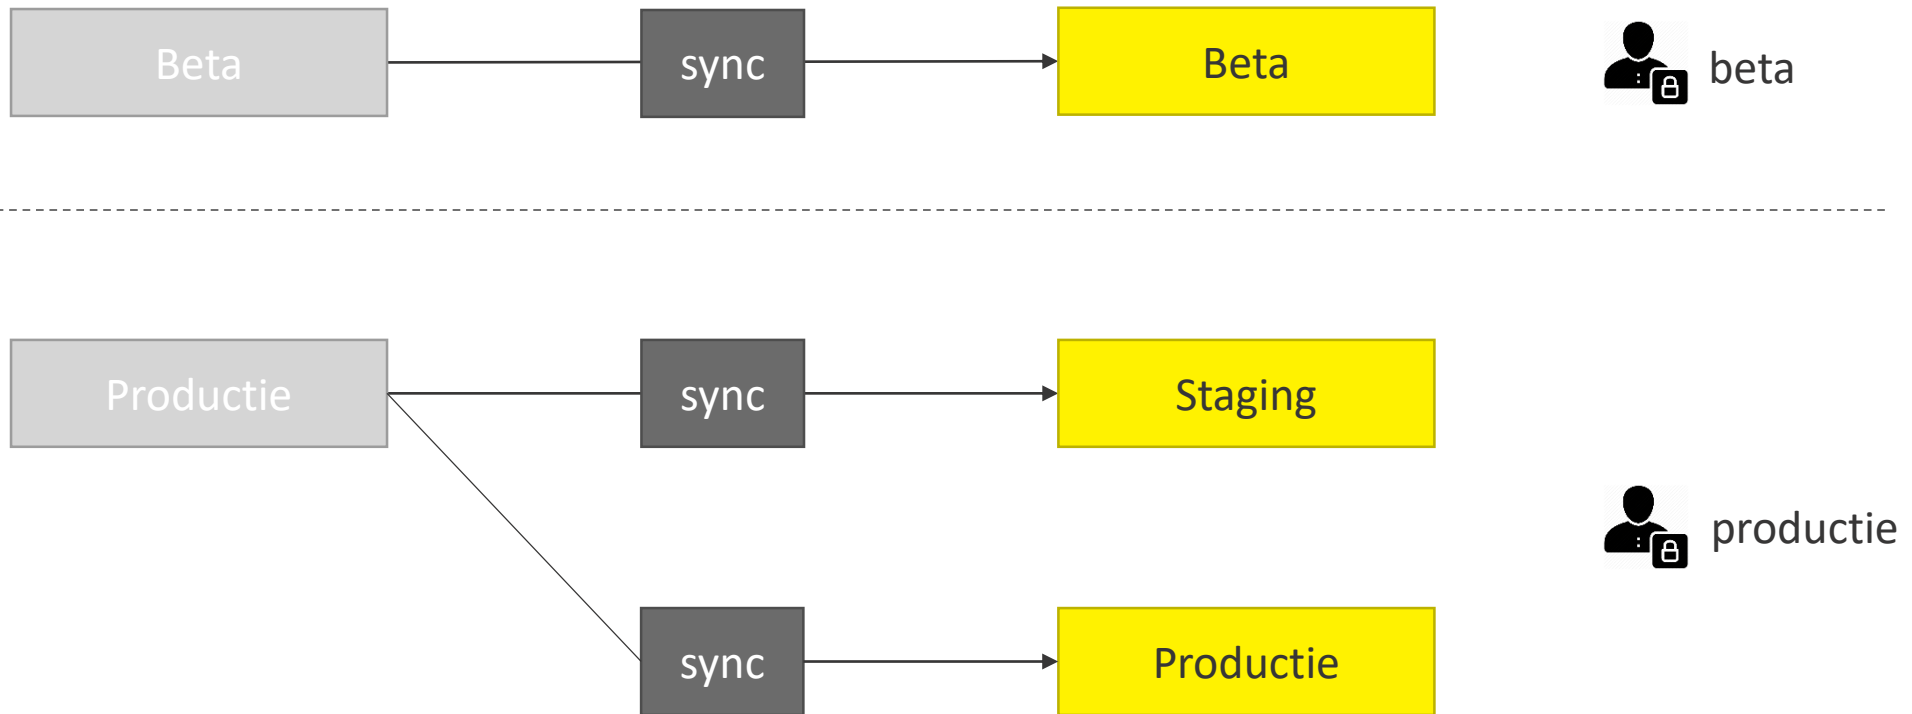 Beta
sync
Beta
beta
Productie
sync
Staging
productie
sync
Productie